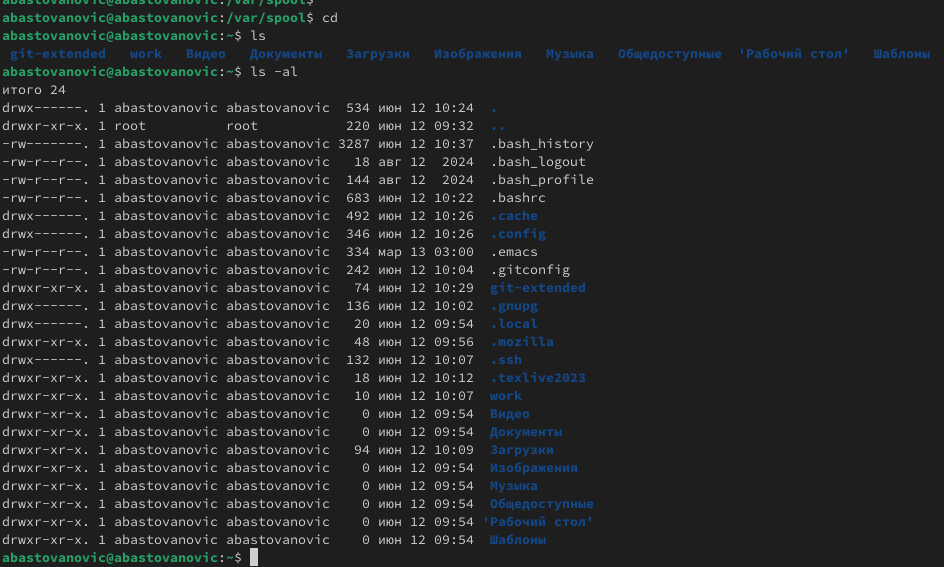 abastovanovic@abastovanovic:/var/spool$
abastovanovic@abastovanovic:/var/spool$ cd
abastovanovic@abastovanovic:~$ ls
git-extended work Видео Документы Загрузки Изображения Музыка Общедоступные 'Рабочий стол' Шаблоны
abastovanovic@abastovanovic:~$ ls -al
итого 24
drwx------. 1 abastovanovic abastovanovic 534 июн 12 10:24 .
drwxr-xr-x. 1 root root 220 июн 12 09:32 ..
-rw-------. 1 abastovanovic abastovanovic 3287 июн 12 10:37 .bash_history
-rw-r--r--. 1 abastovanovic abastovanovic 18 авг 12 2024 .bash_logout
-rw-r--r--. 1 abastovanovic abastovanovic 144 авг 12 2024 .bash_profile
-rw-r--r--. 1 abastovanovic abastovanovic 683 июн 12 10:22 .bashrc
drwx------. 1 abastovanovic abastovanovic 492 июн 12 10:26 .cache
drwx------. 1 abastovanovic abastovanovic 346 июн 12 10:26 .config
-rw-r--r--. 1 abastovanovic abastovanovic 334 мар 13 03:00 .emacs
-rw-r--r--. 1 abastovanovic abastovanovic 242 июн 12 10:04 .gitconfig
drwxr-xr-x. 1 abastovanovic abastovanovic 74 июн 12 10:29 git-extended
drwx------. 1 abastovanovic abastovanovic 136 июн 12 10:02 .gnupg
drwx------. 1 abastovanovic abastovanovic 20 июн 12 09:54 .local
drwxr-xr-x. 1 abastovanovic abastovanovic 48 июн 12 09:56 .mozilla
drwx------. 1 abastovanovic abastovanovic 132 июн 12 10:07 .ssh
drwxr-xr-x. 1 abastovanovic abastovanovic 18 июн 12 10:12 .texlive2023
drwxr-xr-x. 1 abastovanovic abastovanovic 10 июн 12 10:07 work
drwxr-xr-x. 1 abastovanovic abastovanovic 0 июн 12 09:54 Видео
drwxr-xr-x. 1 abastovanovic abastovanovic 0 июн 12 09:54 Документы
drwxr-xr-x. 1 abastovanovic abastovanovic 94 июн 12 10:09 Загрузки
drwxr-xr-x. 1 abastovanovic abastovanovic 0 июн 12 09:54 Изображения
drwxr-xr-x. 1 abastovanovic abastovanovic 0 июн 12 09:54 Музыка
drwxr-xr-x. 1 abastovanovic abastovanovic 0 июн 12 09:54 Общедоступные
drwxr-xr-x. 1 abastovanovic abastovanovic 0 июн 12 09:54 'Рабочий стол'
drwxr-xr-x. 1 abastovanovic abastovanovic 0 июн 12 09:54 Шаблоны
abastovanovic@abastovanovic:~$